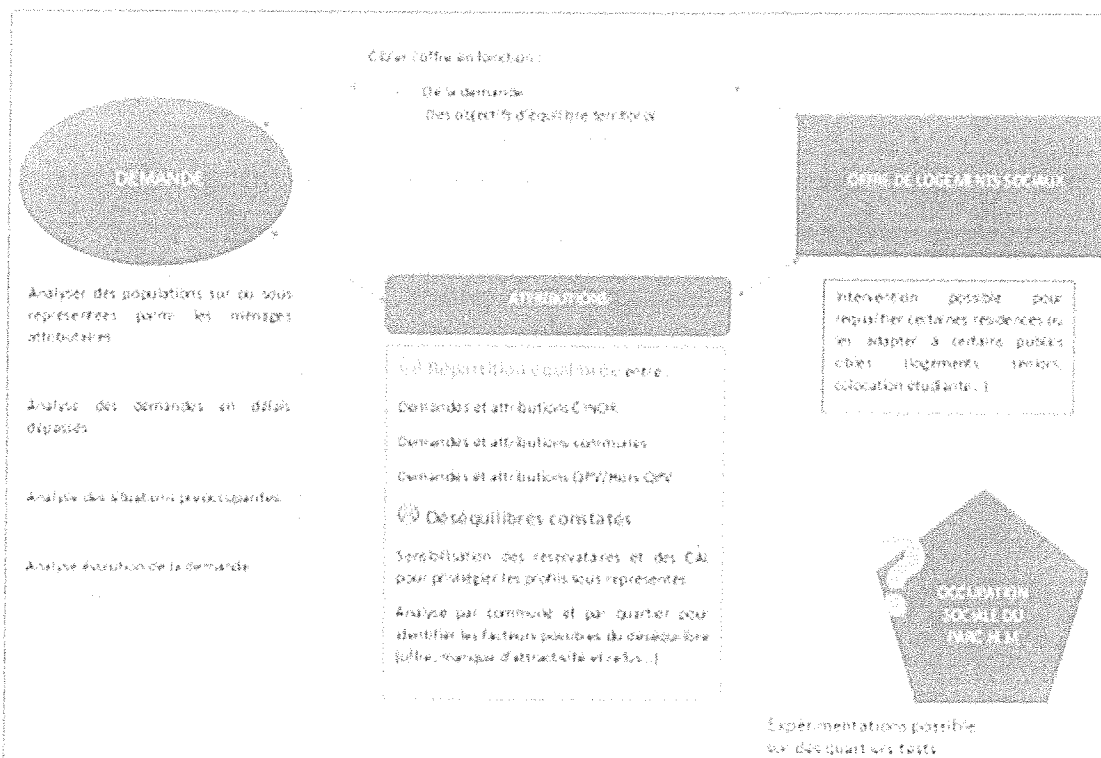 Cibler l'offre en fonction :
De la demande
Des objectifs d'équilibre territorial
DEMANDE
OFFRE DE LOGEMENTS SOCIAUX
Analyser des populations sur ou sous
représentées parmi les ménages
attributaires
Analyse des demandes en délais
dépassés
Analyse des situations préoccupantes
Analyse évolution de la demande
ATTRIBUTIONS
Répartition équilibrée entre :
Demandes et attributions CINOR
Demandes et attributions communes
Demandes et attributions QPV/Hors QPV
Déséquilibres constatés
Sensibilisation des réservataires et des CAL
pour privilégier les profils sous représentés
Analyse par commune et par quartier pour
identifier les facteurs possibles du déséquilibre
(offre, manque d'attractivité et refus...)
Intervention possible pour
requalifier certaines résidences ou
les adapter à certains publics
cibles (logements séniors,
colocation étudiante...)
?
OCCUPATION
SOCIALE DU
PARC HLM
Expérimentations possible
sur des quartiers tests